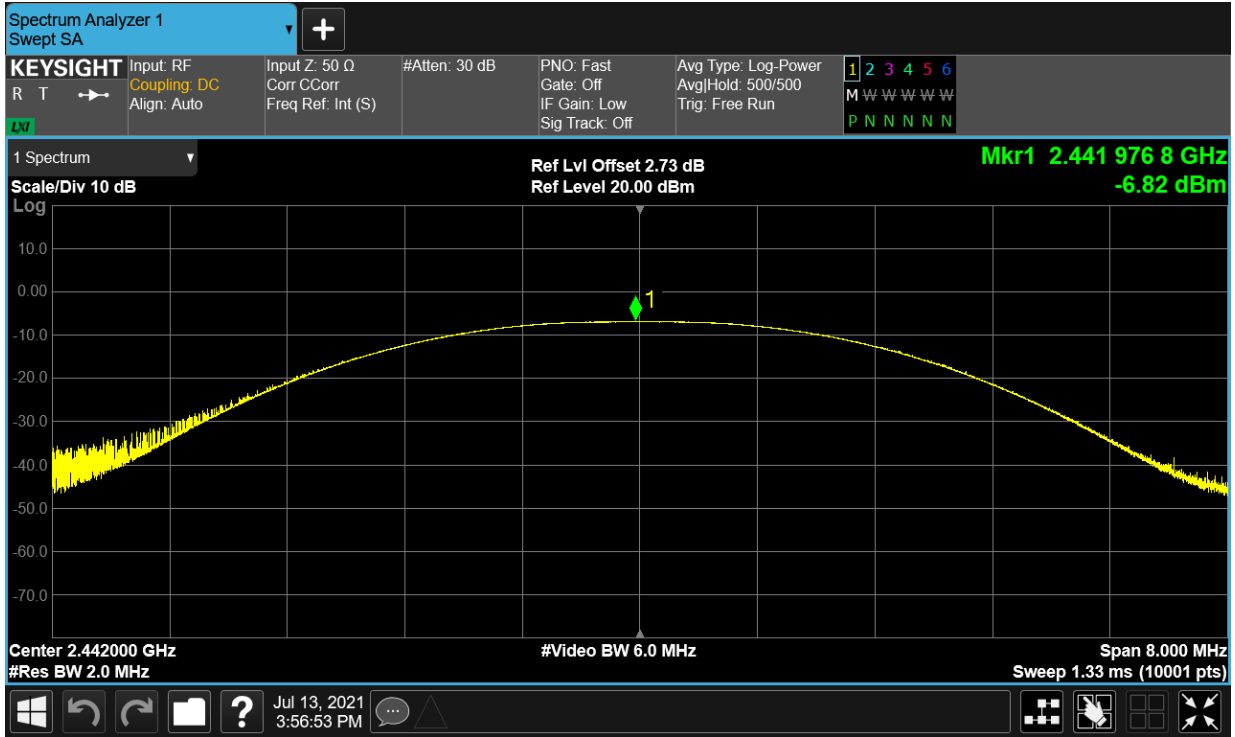 Spectrum Analyzer 1
Swept SA
+
KEYSIGHT
R T
LXI
Input: RF
Coupling: DC
Align: Auto
Input Z: 50 Ω
Corr CCorr
Freq Ref: Int (S)
#Atten: 30 dB
PNO: Fast
Gate: Off
IF Gain: Low
Sig Track: Off
Avg Type: Log-Power
Avg|Hold: 500/500
Trig: Free Run
1 2 3 4 5 6
M W W W W W
P N N N N N
1 Spectrum
Scale/Div 10 dB
Log
Ref Lvl Offset 2.73 dB
Ref Level 20.00 dBm
Mkr1 2.441 976 8 GHz
-6.82 dBm
10.0
0.00
1
-10.0
-20.0
-30.0
-40.0
-50.0
-60.0
-70.0
Center 2.442000 GHz
#Video BW 6.0 MHz
Span 8.000 MHz
#Res BW 2.0 MHz
Sweep 1.33 ms (10001 pts)
?
Jul 13, 2021
3:56:53 PM